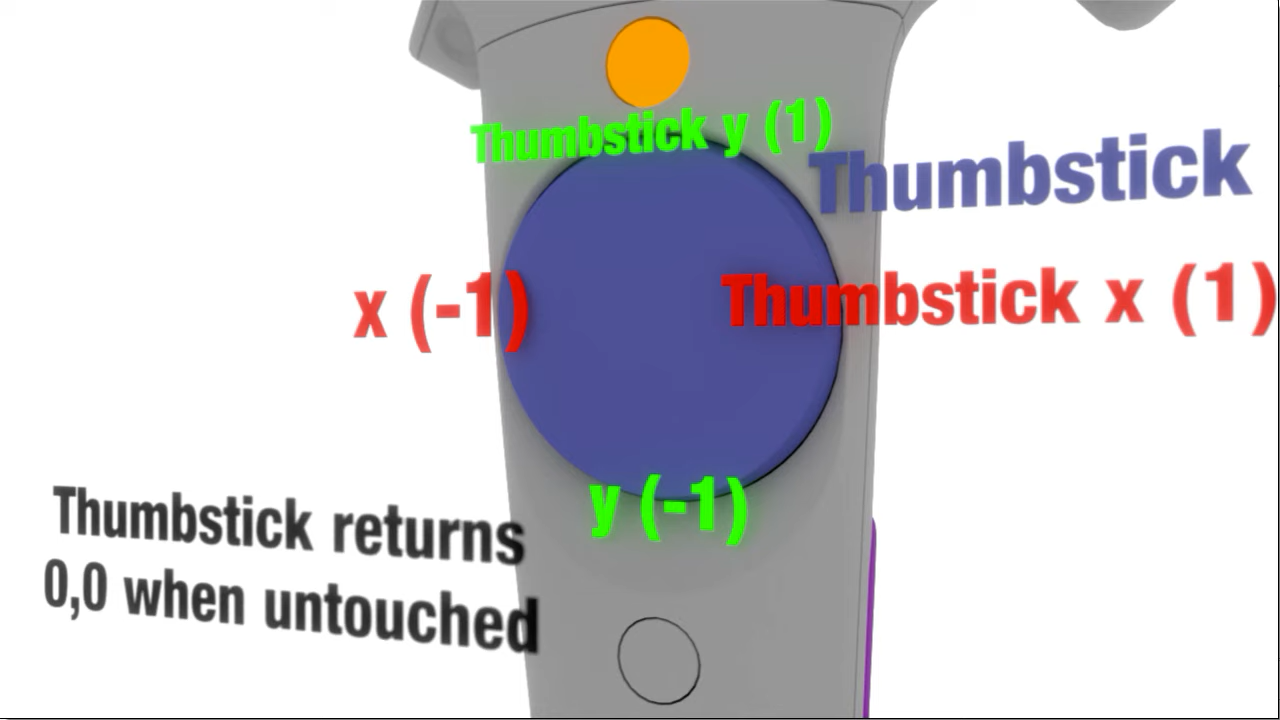 Thumbstick y (1)
Thumbstick
x (-1)
Thumbstick x (1)
y (-1)
Thumbstick returns
0,0 when untouched